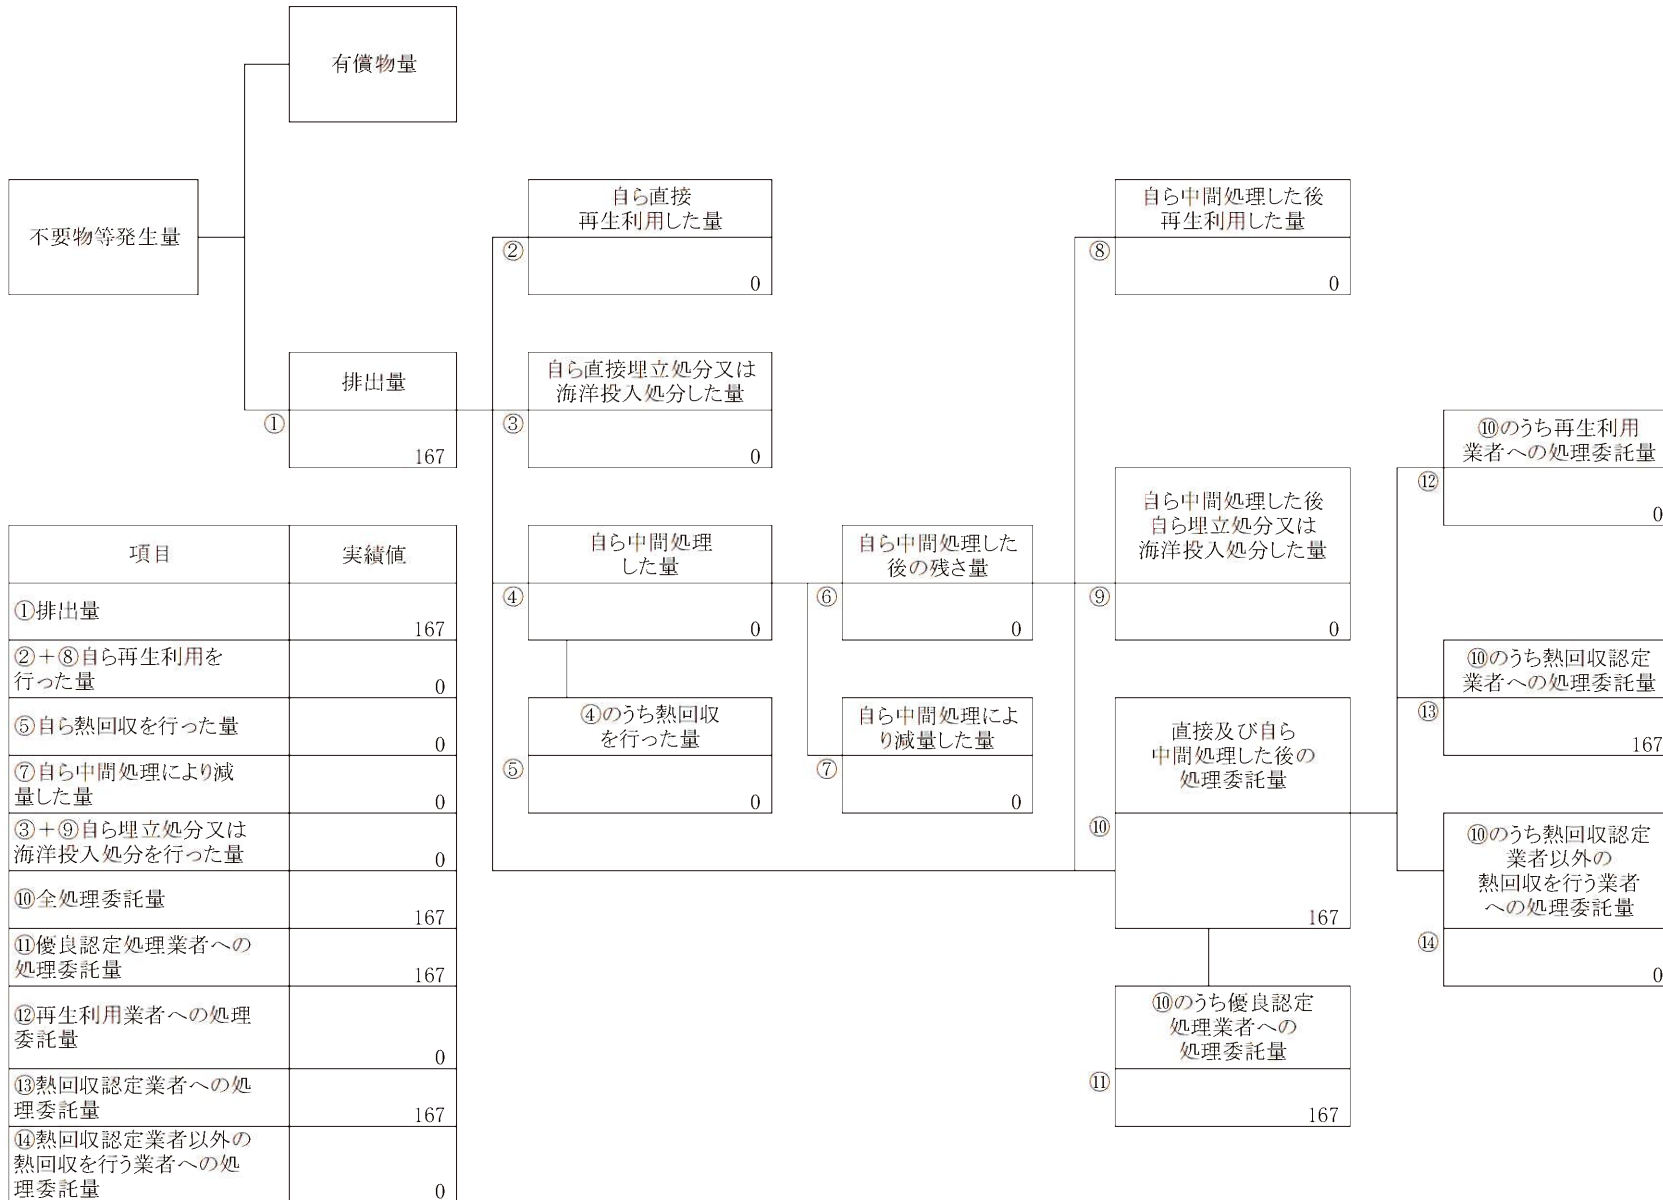 有償物量
不要物等発生量
排出量
①
167
自ら直接
再生利用した量
②
0
自ら直接埋立処分又は
海洋投入処分した量
③
0
自ら中間処理
した量
④
0
④のうち熱回収
を行った量
⑤
0
自ら中間処理した
後の残さ量
⑥
0
自ら中間処理によ
り減量した量
⑦
0
自ら中間処理した後
再生利用した量
⑧
0
自ら中間処理した後
自ら埋立処分又は
海洋投入処分した量
⑨
0
直接及び自ら
中間処理した後の
処理委託量
⑩
167
⑩のうち優良認定
処理業者への
処理委託量
⑪
167
⑩のうち再生利用
業者への処理委託量
⑫
0
⑩のうち熱回収認定
業者への処理委託量
⑬
167
⑩のうち熱回収認定
業者以外の
熱回収を行う業者
への処理委託量
⑭
0
項目 実績値
①排出量
167
②+⑧自ら再生利用を
行った量
0
⑤自ら熱回収を行った量
0
⑦自ら中間処理により減
量した量
0
③+⑨自ら埋立処分又は
海洋投入処分を行った量
0
⑩全処理委託量
167
⑪優良認定処理業者への
処理委託量
167
⑫再生利用業者への処理
委託量
0
⑬熱回収認定業者への処
理委託量
167
⑭熱回収認定業者以外の
熱回収を行う業者への処
理委託量
0